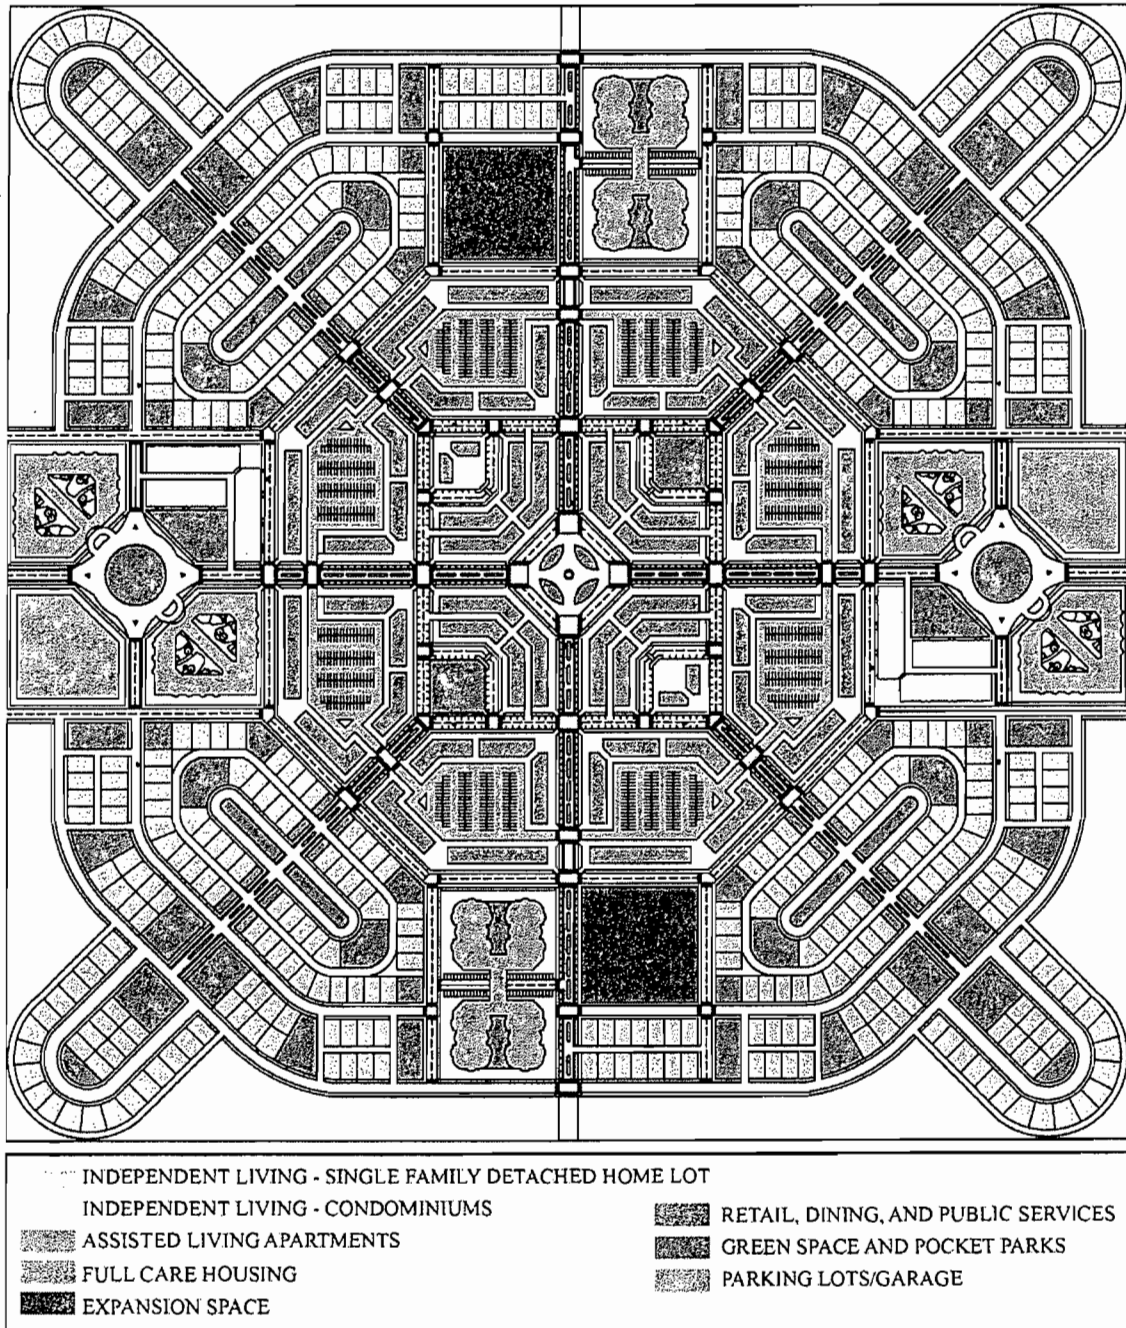 INDEPENDENT LIVING - SINGLE FAMILY DETACHED HOME LOT
INDEPENDENT LIVING - CONDOMINIUMS
ASSISTED LIVING APARTMENTS
FULL CARE HOUSING
EXPANSION SPACE
RETAIL, DINING, AND PUBLIC SERVICES
GREEN SPACE AND POCKET PARKS
PARKING LOTS/GARAGE